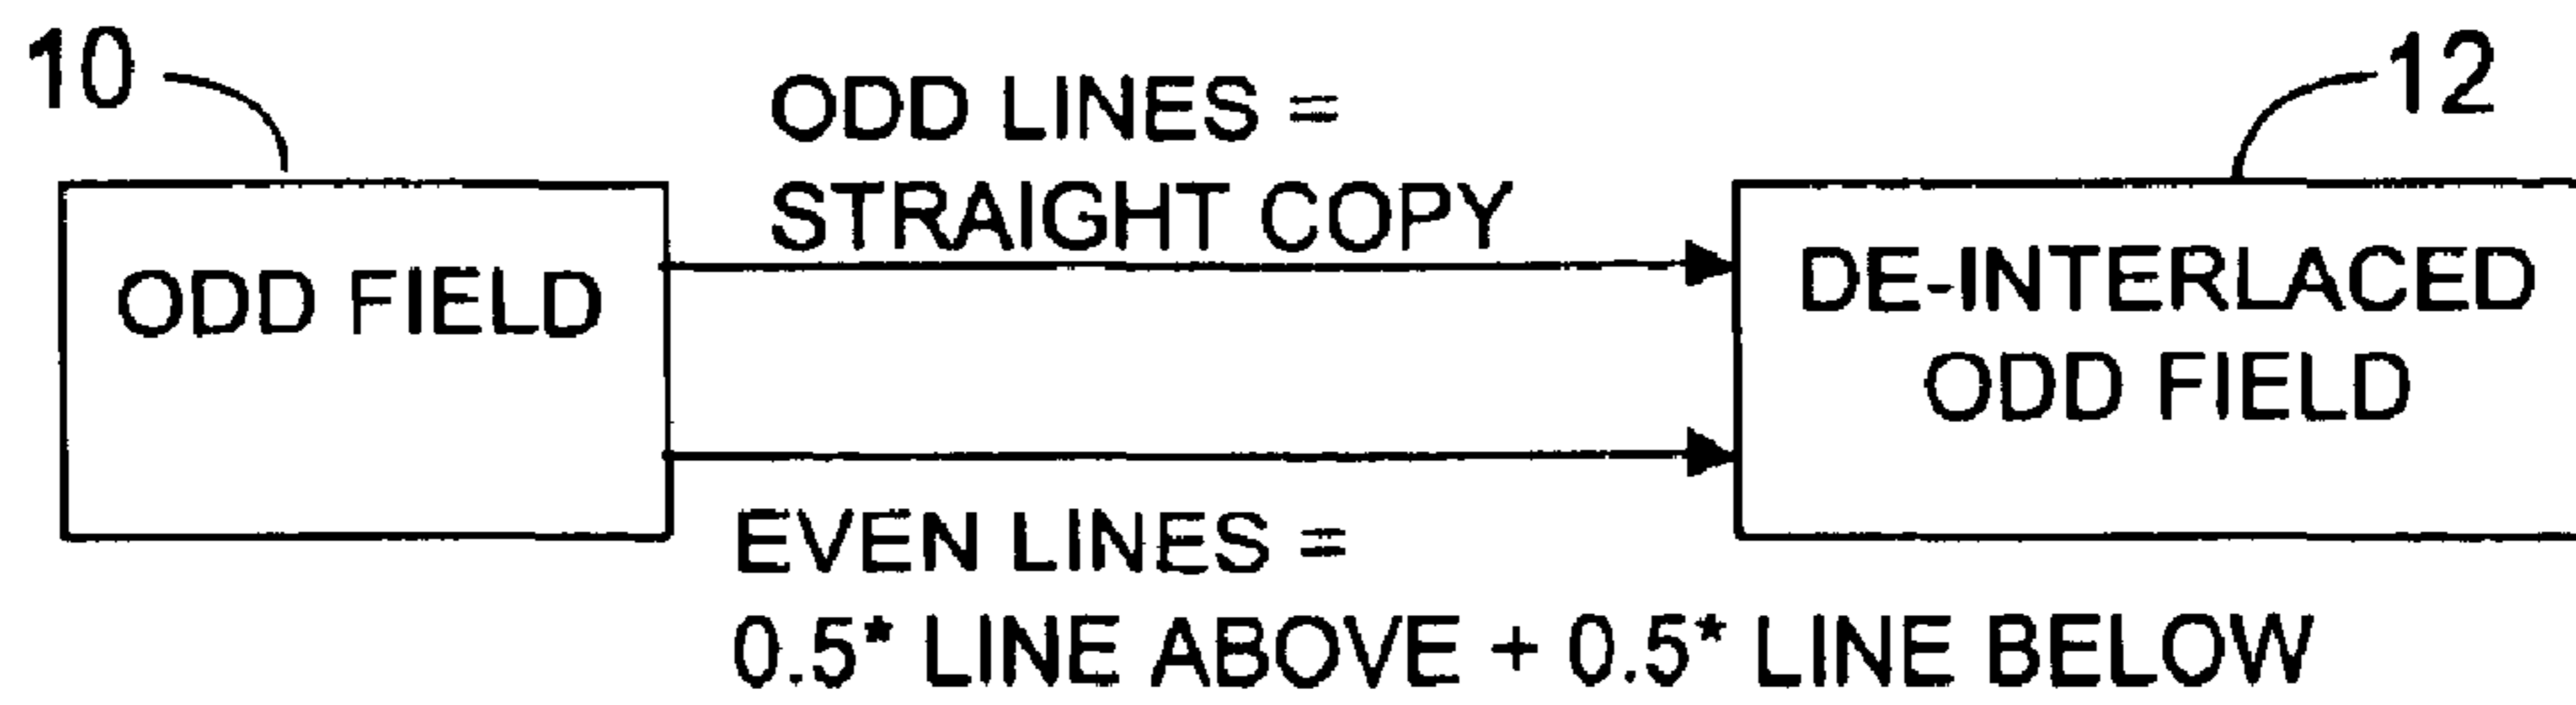 10
12
ODD LINES =
STRAIGHT COPY
ODD FIELD
DE-INTERLACED
ODD FIELD
EVEN LINES =
0.5* LINE ABOVE + 0.5* LINE BELOW